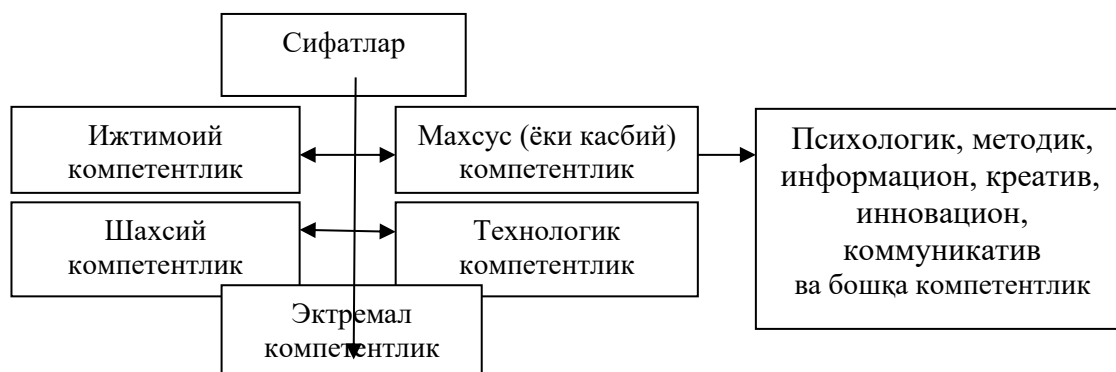 Сифатлар
Ижтимоий
компетентлик
Махсус (ёки касбий)
компетентлик
Психологик, методик,
информацион, креатив,
инновацион,
коммуникатив
ва бошқа компетентлик
Шахсий
компетентлик
Технологик
компетентлик
Эктремал
компетентлик